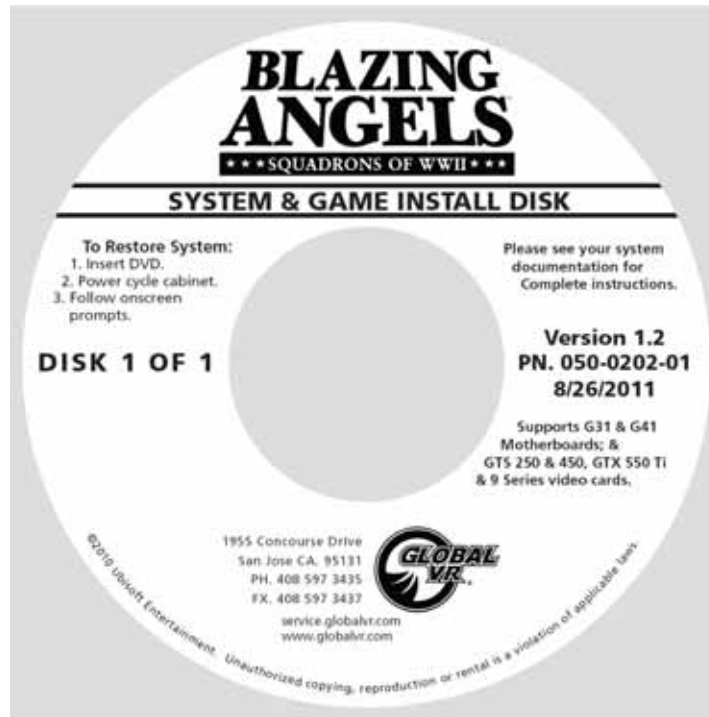 BLAZING
ANGELS
SQUADRONS OF WWII
SYSTEM & GAME INSTALL DISK
To Restore System:
1. Insert DVD.
2. Power cycle cabinet.
3. Follow onscreen
prompts.
Please see your system
documentation for
Complete instructions.
DISK 1 OF 1
Version 1.2
PN. 050-0202-01
8/26/2011
Supports G31 & G41
Motherboards; &
GTS 250 & 450, GTX 550 Ti
& 9 Series video cards.
1955 Concourse Drive
San Jose CA. 95131
PH. 408 597 3435
FX. 408 597 3437
service.globalvr.com
www.globalvr.com
GLOBAL
VR®
©2010 Ubisoft Entertainment. Unauthorized copying, reproduction or rental is a violation of applicable laws.